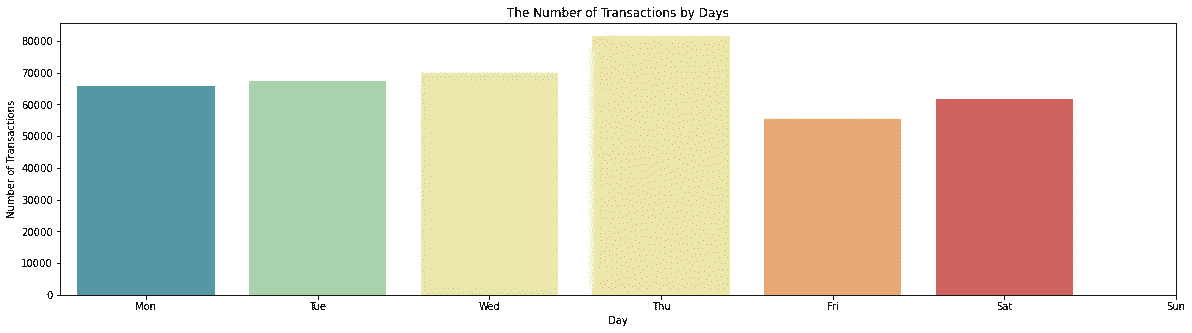 The Number of Transactions by Days
Number of Transactions
80000
70000
60000
50000
40000
30000
20000
10000
0
Mon Tue Wed Thu Fri Sat Sun
Day